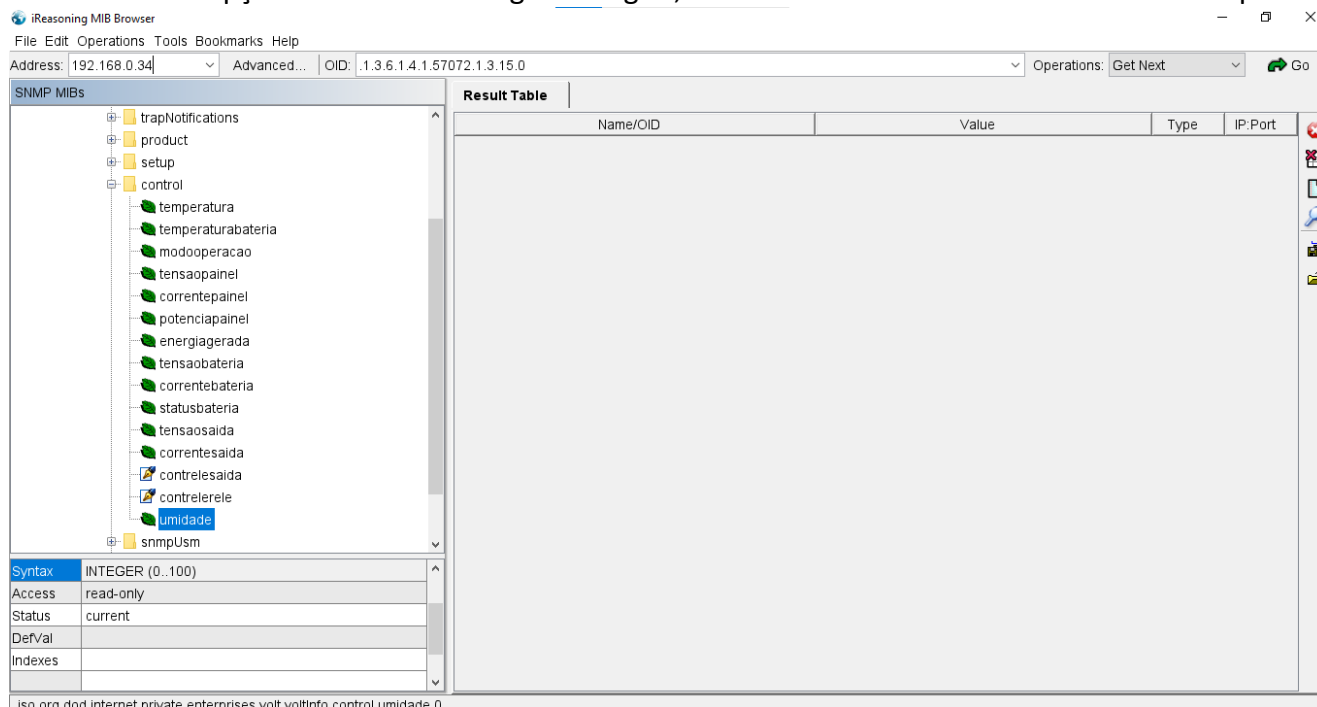 iReasoning MIB Browser
File Edit Operations Tools Bookmarks Help
Address: 192.168.0.34 Advanced... OID: .1.3.6.1.4.1.57072.1.3.15.0 Operations: Get Next Go
SNMP MIBs
Result Table
Name/OID Value Type IP:Port
trapNotifications
product
setup
control
temperatura
temperaturabateria
modooperacao
tensaopainel
correntepainel
potenciapainel
energiagerada
tensaobateria
correntebateria
statusbateria
tensaosaida
correntesaida
contrelesaida
contrelerele
umidade
snmpUsm
Syntax INTEGER (0..100)
Access read-only
Status current
DefVal
Indexes
.iso.org.dod.internet.private.enterprises.volt.voltInfo.control.umidade.0